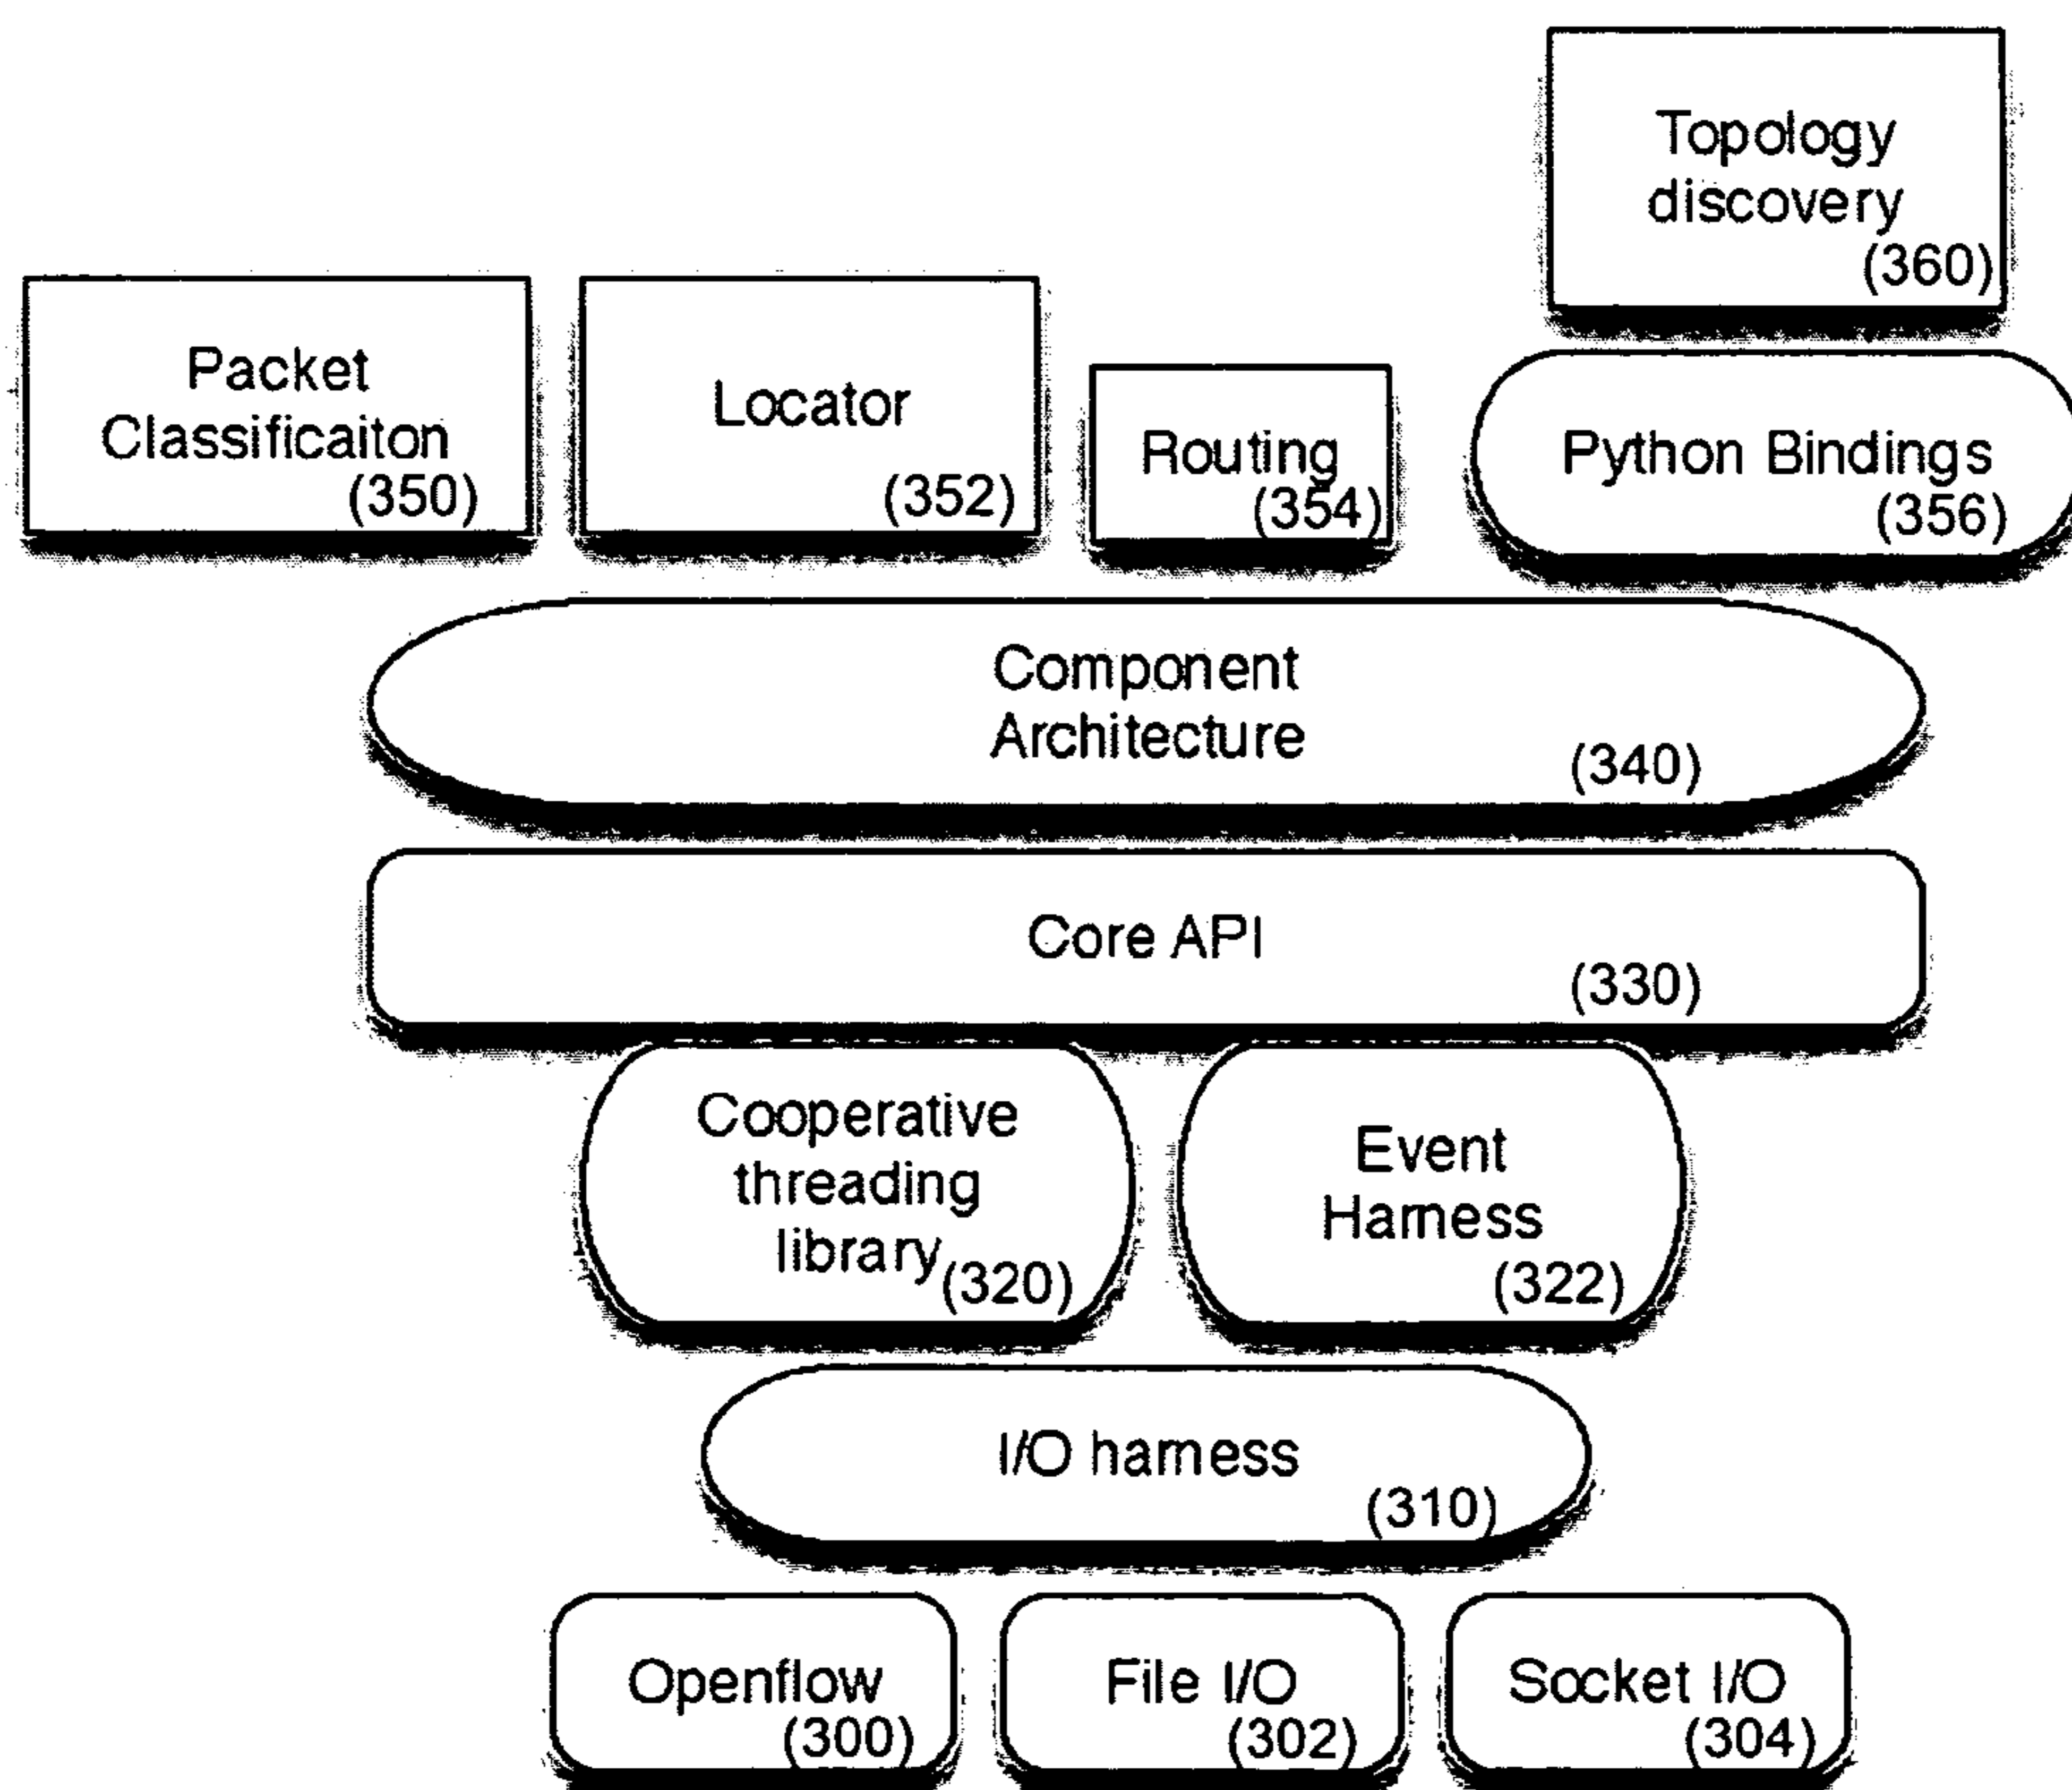 Topology
discovery
(360)
Packet
Classificaiton
(350)
Locator
(352)
Routing
(354)
Python Bindings
(356)
Component
Architecture
(340)
Core API
(330)
Cooperative
threading
library
(320)
Event
Harness
(322)
I/O harness
(310)
Openflow
(300)
File I/O
(302)
Socket I/O
(304)